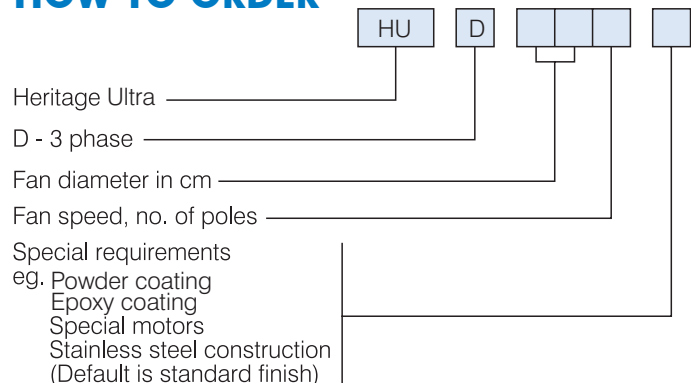 HOW TO ORDER
HU D
Heritage Ultra
D - 3 phase
Fan diameter in cm
Fan speed, no. of poles
Special requirements
eg. Powder coating
Epoxy coating
Special motors
Stainless steel construction
(Default is standard finish)